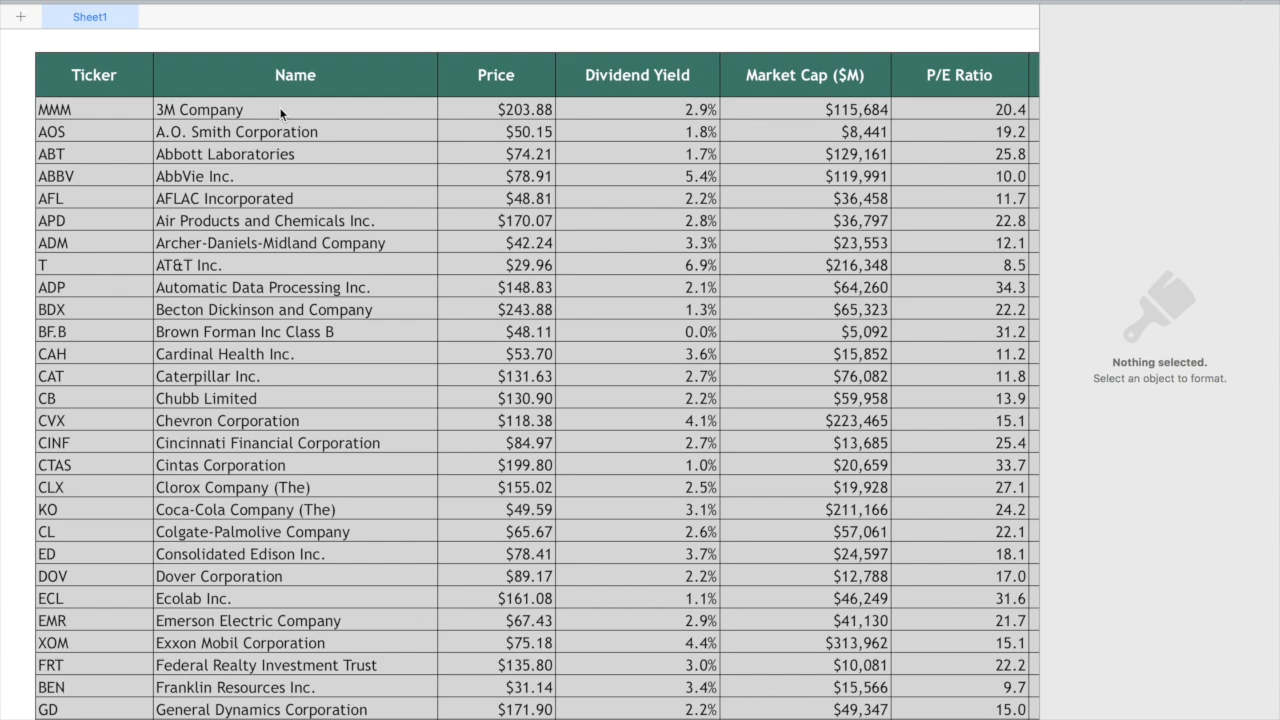 Sheet1
Ticker Name Price Dividend Yield Market Cap ($M) P/E Ratio
MMM 3M Company $203.88 2.9% $115,684 20.4
AOS A.O. Smith Corporation $50.15 1.8% $8,441 19.2
ABT Abbott Laboratories $74.21 1.7% $129,161 25.8
ABBV AbbVie Inc. $78.91 5.4% $119,991 10.0
AFL AFLAC Incorporated $48.81 2.2% $36,458 11.7
APD Air Products and Chemicals Inc. $170.07 2.8% $36,797 22.8
ADM Archer-Daniels-Midland Company $42.24 3.3% $23,553 12.1
T AT&T Inc. $29.96 6.9% $216,348 8.5
ADP Automatic Data Processing Inc. $148.83 2.1% $64,260 34.3
BDX Becton Dickinson and Company $243.88 1.3% $65,323 22.2
BF.B Brown Forman Inc Class B $48.11 0.0% $5,092 31.2
CAH Cardinal Health Inc. $53.70 3.6% $15,852 11.2
CAT Caterpillar Inc. $131.63 2.7% $76,082 11.8
CB Chubb Limited $130.90 2.2% $59,958 13.9
CVX Chevron Corporation $118.38 4.1% $223,465 15.1
CINF Cincinnati Financial Corporation $84.97 2.7% $13,685 25.4
CTAS Cintas Corporation $199.80 1.0% $20,659 33.7
CLX Clorox Company (The) $155.02 2.5% $19,928 27.1
KO Coca-Cola Company (The) $49.59 3.1% $211,166 24.2
CL Colgate-Palmolive Company $65.67 2.6% $57,061 22.1
ED Consolidated Edison Inc. $78.41 3.7% $24,597 18.1
DOV Dover Corporation $89.17 2.2% $12,788 17.0
ECL Ecolab Inc. $161.08 1.1% $46,249 31.6
EMR Emerson Electric Company $67.43 2.9% $41,130 21.7
XOM Exxon Mobil Corporation $75.18 4.4% $313,962 15.1
FRT Federal Realty Investment Trust $135.80 3.0% $10,081 22.2
BEN Franklin Resources Inc. $31.14 3.4% $15,566 9.7
GD General Dynamics Corporation $171.90 2.2% $49,347 15.0
Nothing selected.
Select an object to format.